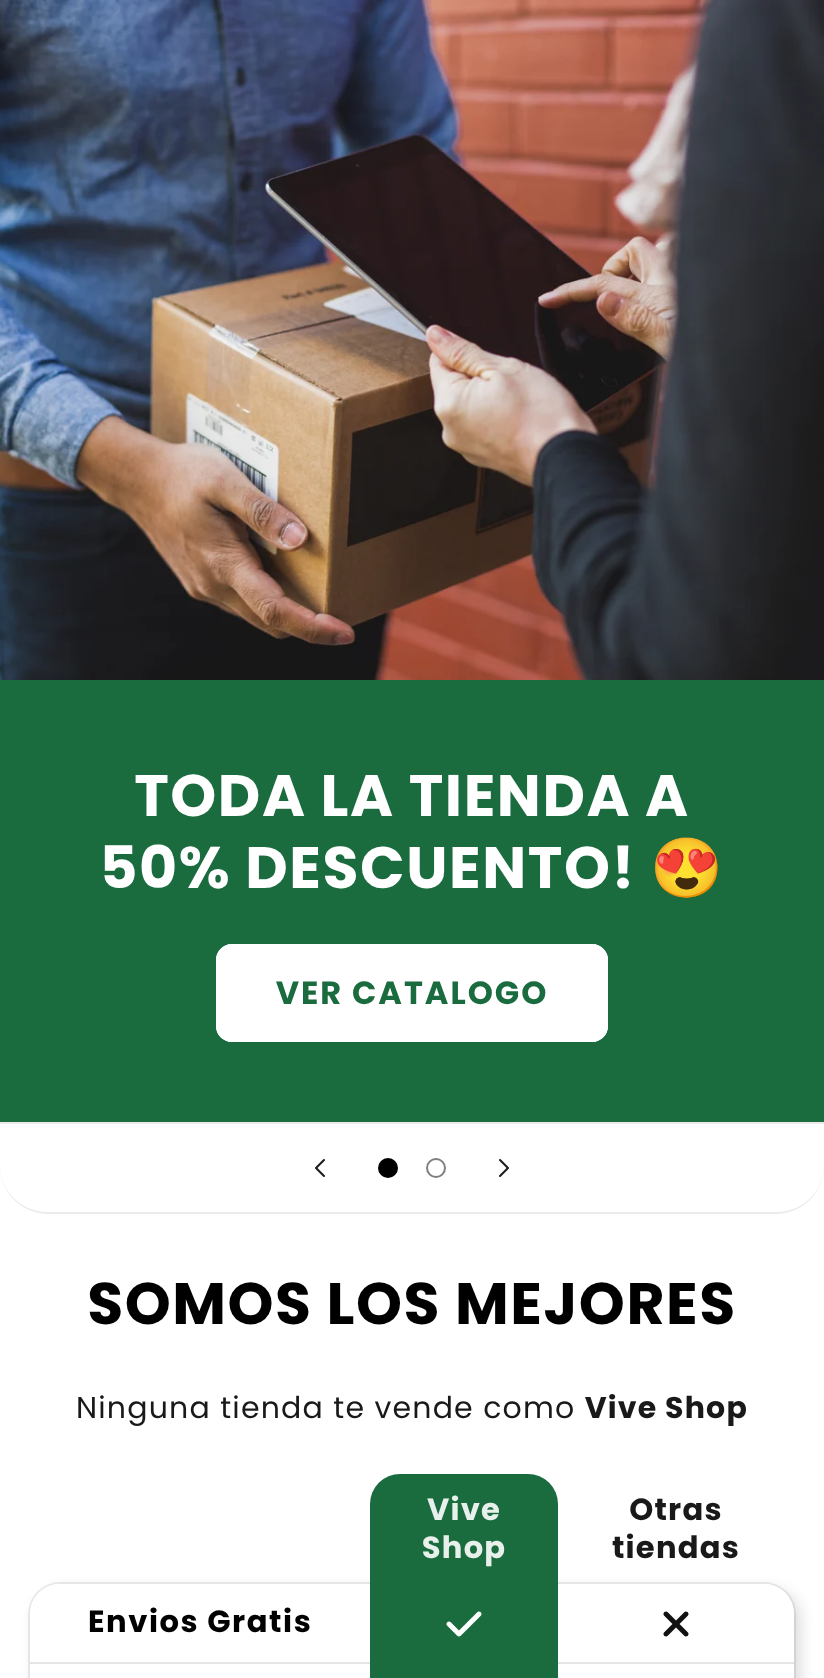 TODA LA TIENDA A
50% DESCUENTO! 😍
VER CATALOGO
SOMOS LOS MEJORES
Ninguna tienda te vende como Vive Shop
Vive
Shop
Otras
tiendas
Envios Gratis